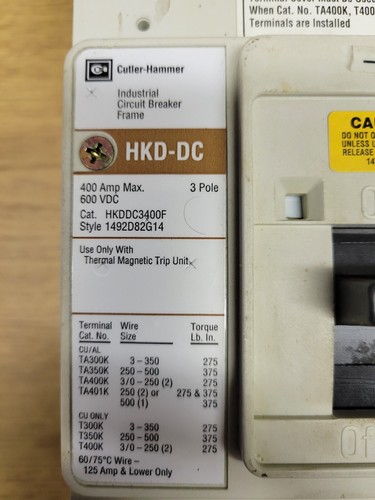 When Cat. No. TA400K, T400
Terminals are Installed
Cutler-Hammer
Industrial
Circuit Breaker
Frame
HKD-DC
400 Amp Max. 3 Pole
600 VDC
Cat. HKDDC3400F
Style 1492D82G14
Use Only With
Thermal Magnetic Trip Unit.
Terminal Wire Torque
Cat. No. Size Lb. In.
CU/AL
TA300K 3-350 275
TA350K 250-500 375
TA400K 3/0-250 (2) 275
TA401K 250 (2) or 275 & 375
500 (1) 375
CU ONLY
T300K 3-350 275
T350K 250-500 375
T400K 3/0-250 (2) 275
60/75°C Wire –
125 Amp & Lower Only
CAU
DO NOT O
UNLESS U
RELEASE
14
Off